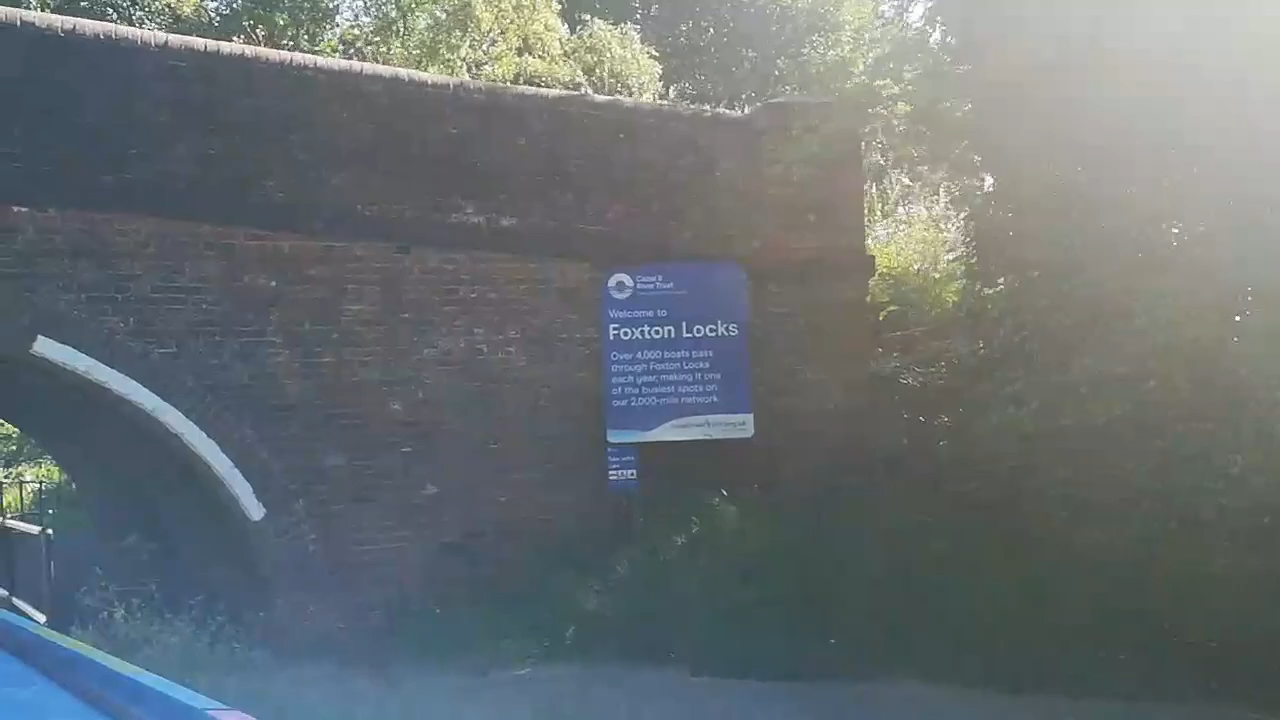 Canal &
River Trust
Welcome to
Foxton Locks
Over 4,000 boats pass
through Foxton Locks
each year, making it one
of the busiest spots on
our 2,000-mile network